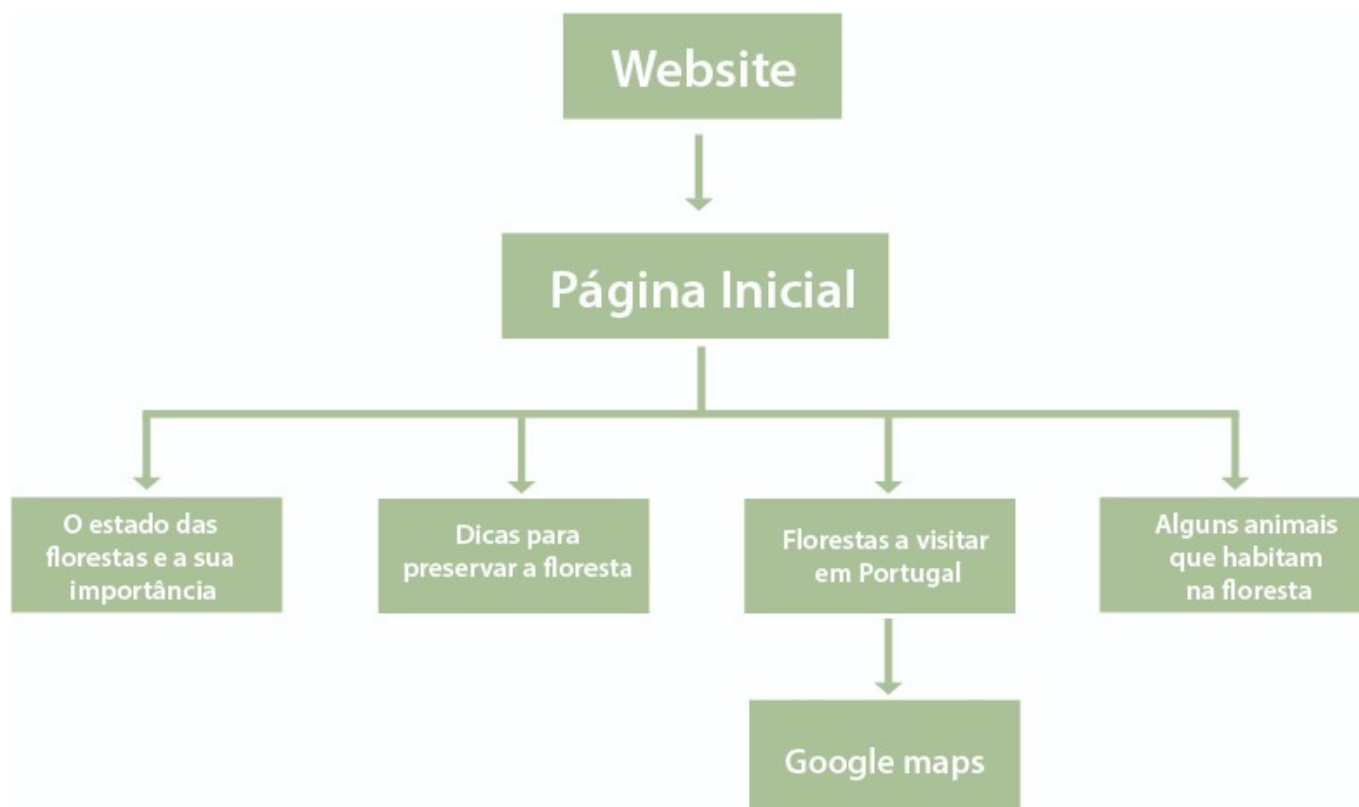 Website
Página Inicial
O estado das
florestas e a sua
importância
Dicas para
preservar a floresta
Florestas a visitar
em Portugal
Alguns animais
que habitam
na floresta
Google maps